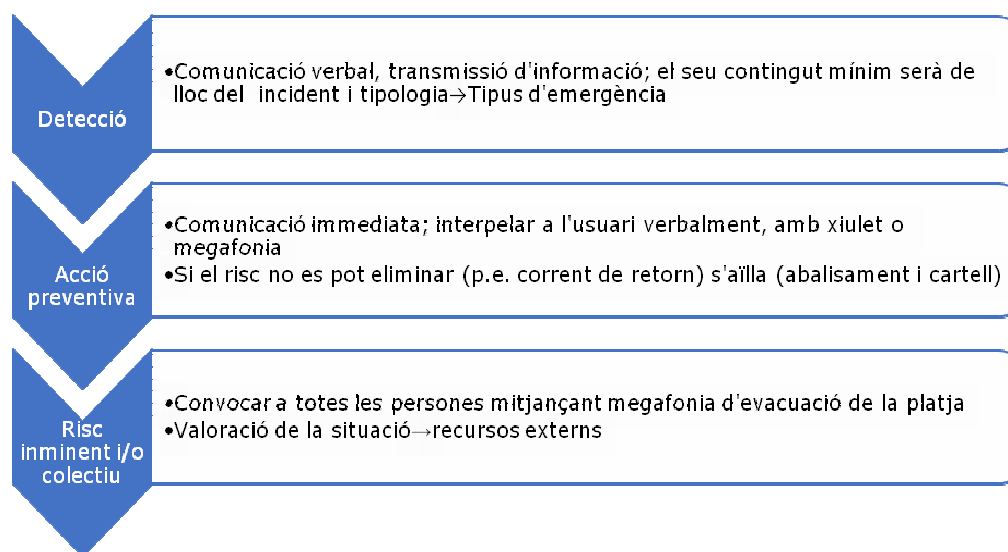 Detecció
•Comunicació verbal, transmissió d'informació; el seu contingut mínim serà de
lloc del incident i tipologia→Tipus d'emergència
Acció
preventiva
•Comunicació immediata; interpelar a l'usuari verbalment, amb xiulet o
megafonia
•Si el risc no es pot eliminar (p.e. corrent de retorn) s'aïlla (abalisament i cartell)
Risc
inminent i/o
colectiu
•Convocar a totes les persones mitjançant megafonia d'evacuació de la platja
•Valoració de la situació→recursos externs